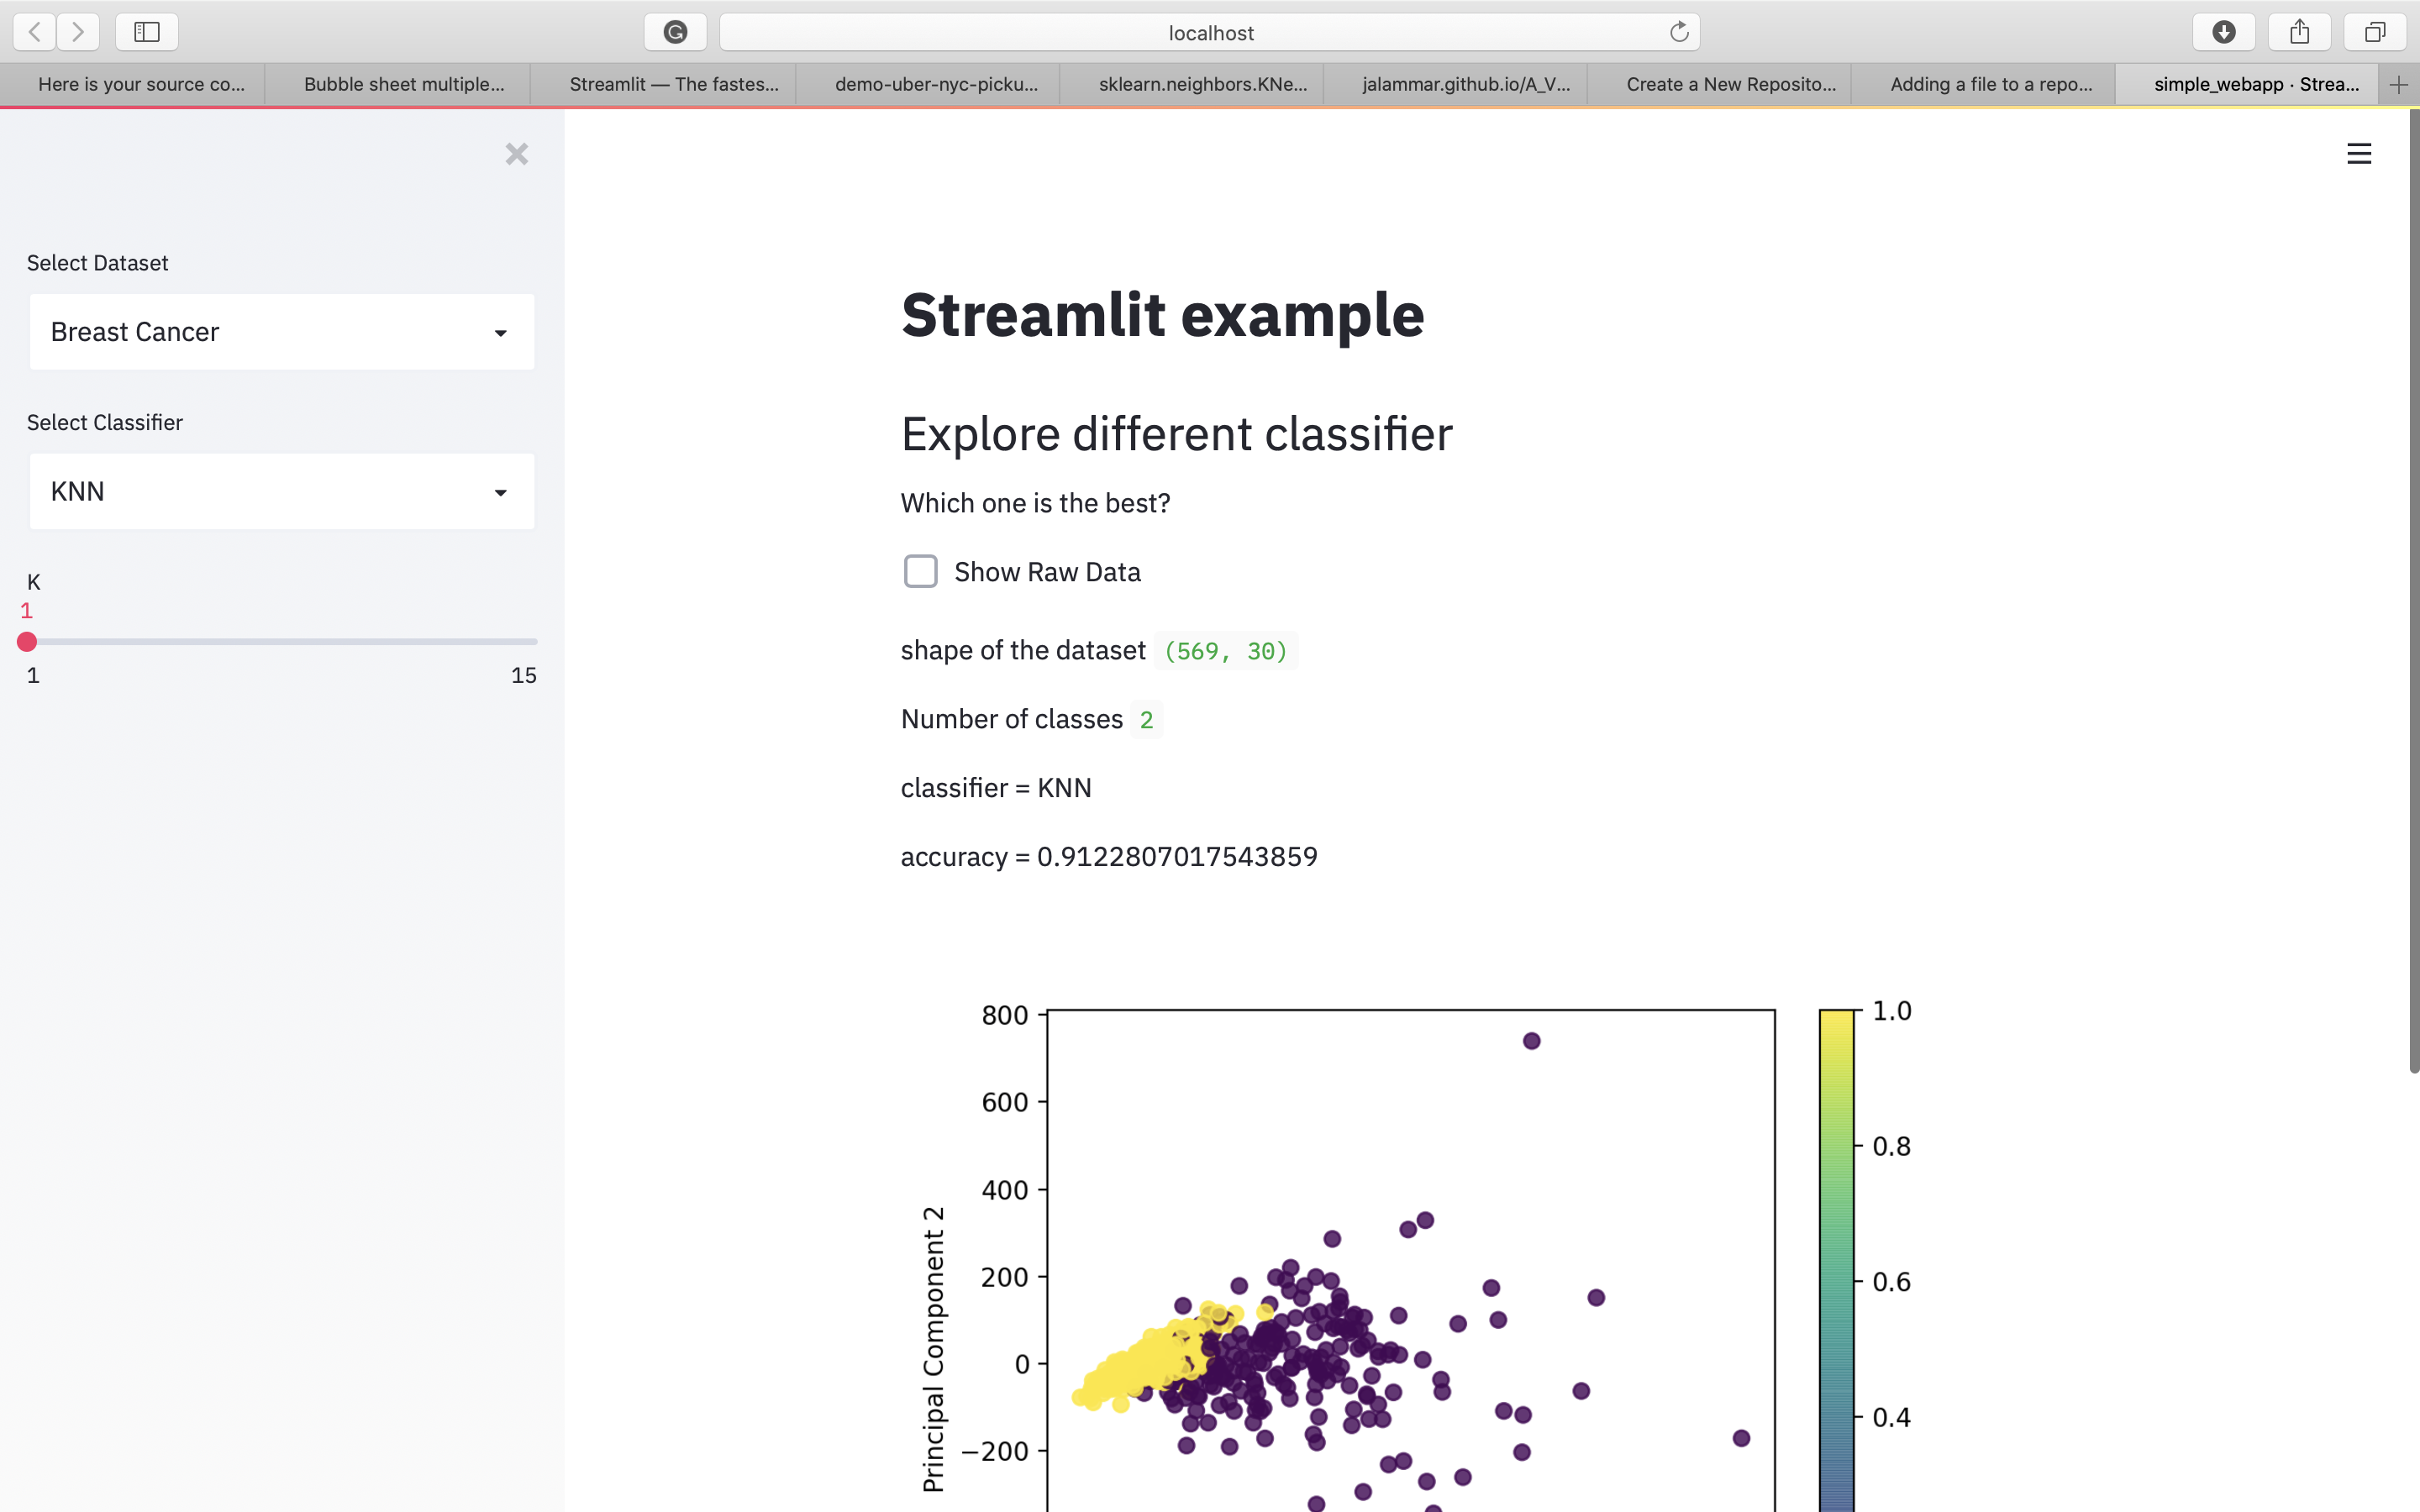 localhost
Here is your source co...
Bubble sheet multiple...
Streamlit — The fastes...
demo-uber-nyc-picku...
sklearn.neighbors.KNe...
jalammar.github.io/A_V...
Create a New Reposito...
Adding a file to a repo...
simple_webapp · Strea...
Select Dataset
Breast Cancer
Select Classifier
KNN
K
1
1
15
Streamlit example
Explore different classifier
Which one is the best?
Show Raw Data
shape of the dataset (569, 30)
Number of classes 2
classifier = KNN
accuracy = 0.9122807017543859
800
600
400
200
0
−200
Principal Component 2
1.0
0.8
0.6
0.4